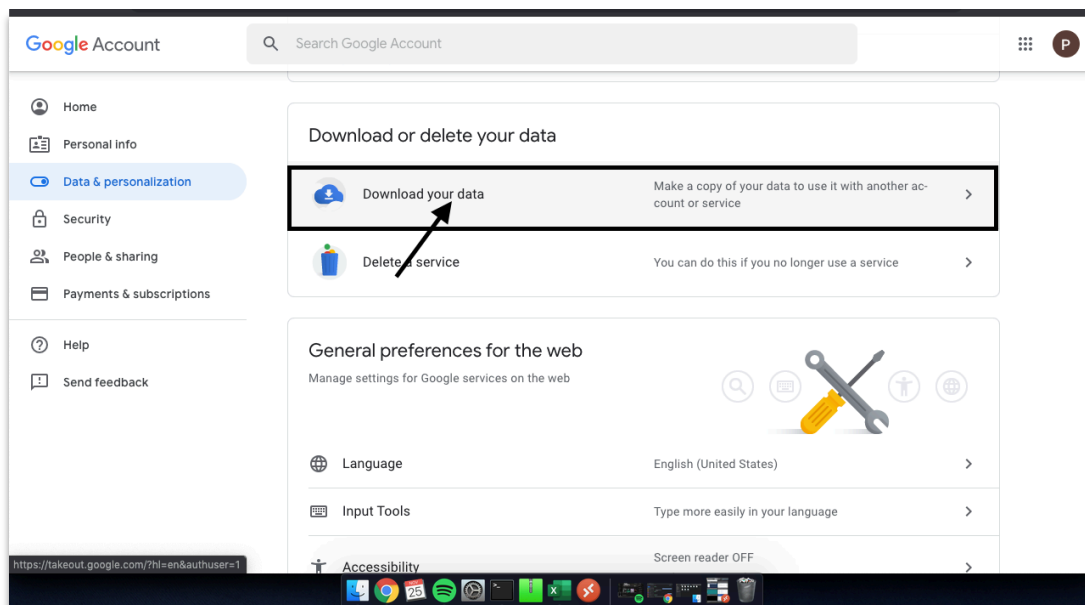 Google Account
Search Google Account
P
Home
Personal info
Data & personalization
Security
People & sharing
Payments & subscriptions
Help
Send feedback
Download or delete your data
Download your data
Make a copy of your data to use it with another ac-
count or service
Delete a service
You can do this if you no longer use a service
General preferences for the web
Manage settings for Google services on the web
Language
English (United States)
Input Tools
Type more easily in your language
Accessibility
Screen reader OFF
https://takeout.google.com/?hl=en&authuser=1
25